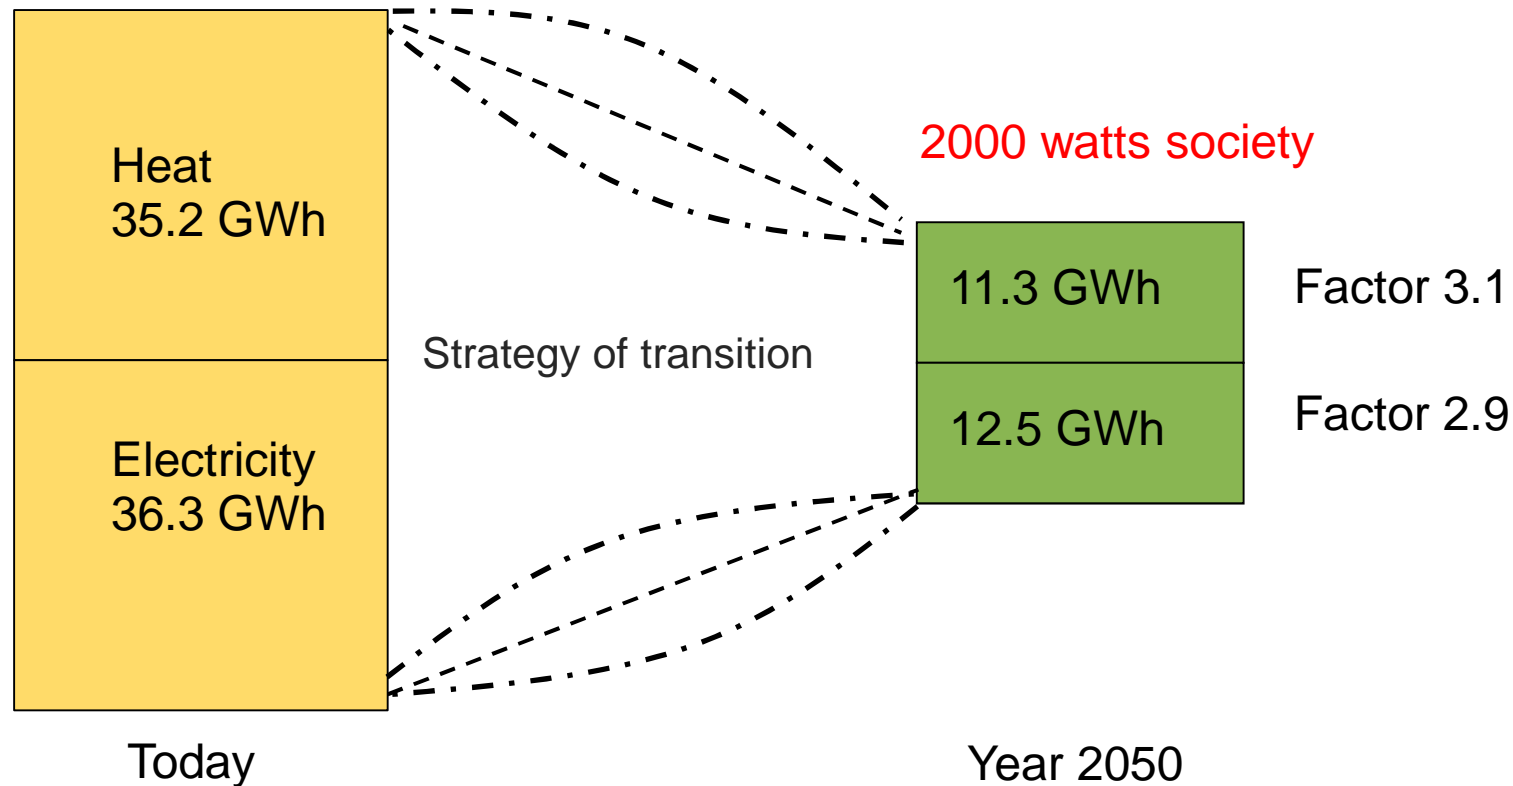 Heat
35.2 GWh
Electricity
36.3 GWh
Today
Strategy of transition
2000 watts society
11.3 GWh
Factor 3.1
12.5 GWh
Factor 2.9
Year 2050